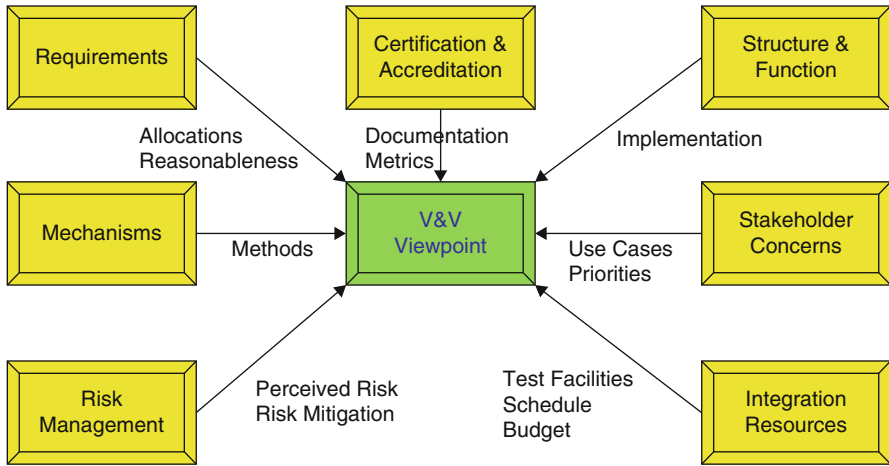 Requirements
Certification &
Accreditation
Structure &
Function
Allocations
Reasonableness
Documentation
Metrics
Implementation
Mechanisms
Methods
V&V
Viewpoint
Use Cases
Priorities
Stakeholder
Concerns
Risk
Management
Perceived Risk
Risk Mitigation
Test Facilities
Schedule
Budget
Integration
Resources